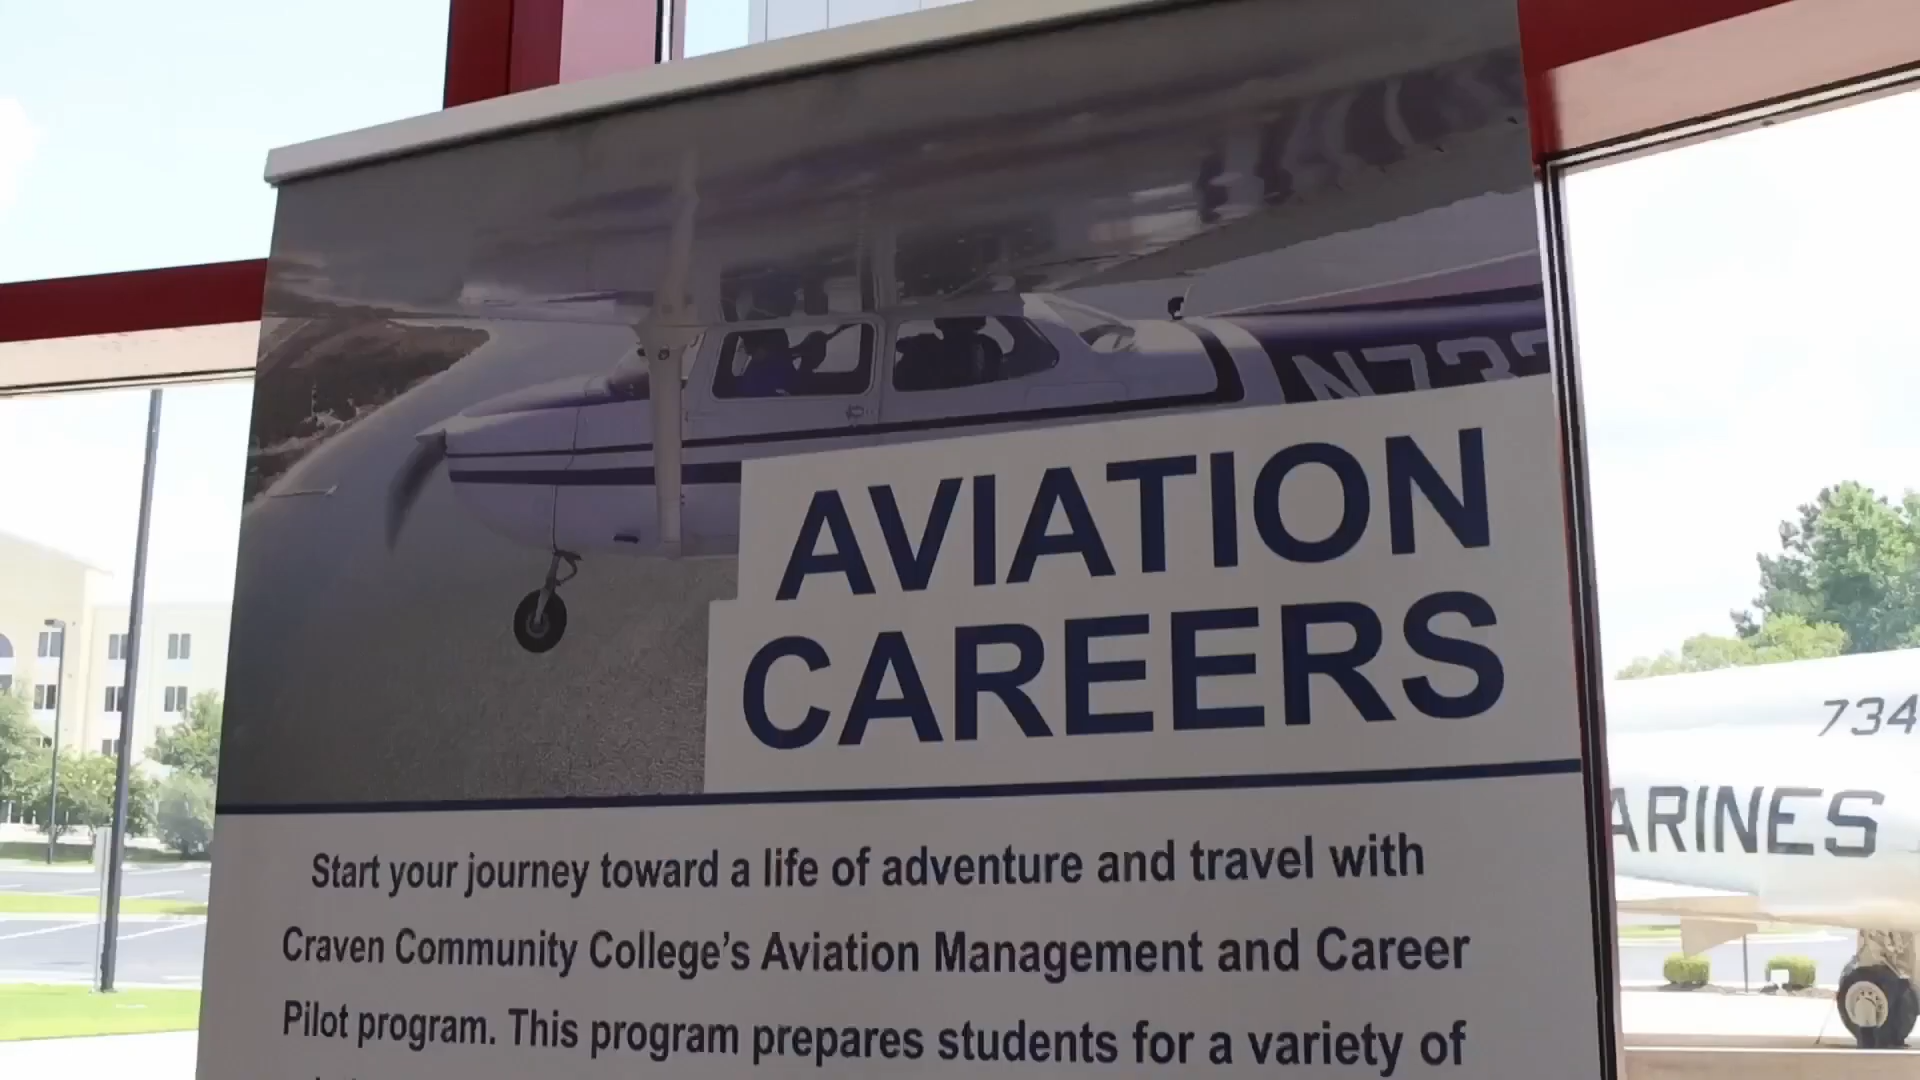 AVIATION
CAREERS
Start your journey toward a life of adventure and travel with
Craven Community College's Aviation Management and Career
Pilot program. This program prepares students for a variety of
734
ARINES